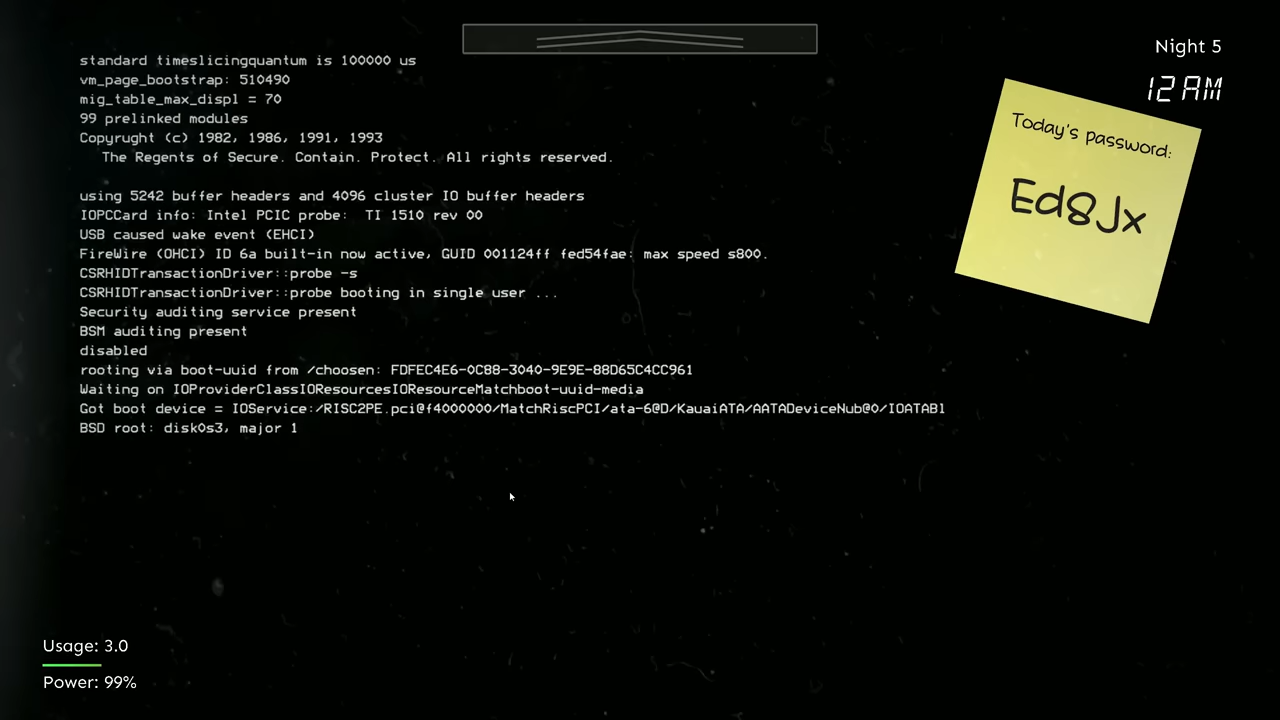 standard timeslicingquantum is 100000 us
vm_page_bootstrap: 510490
mig_table_max_displ = 70
99 prelinked modules
Copyrught (c) 1982, 1986, 1991, 1993
The Regents of Secure. Contain. Protect. All rights reserved.
using 5242 buffer headers and 4096 cluster IO buffer headers
IOPCCard info: Intel PCIC probe: TI 1510 rev 00
USB caused wake event (EHCI)
FireWire (OHCI) ID 6a built-in now active, GUID 001124ff fed54fae: max speed s800.
CSRHIDTransactionDriver::probe -s
CSRHIDTransactionDriver::probe booting in single user ...
Security auditing service present
BSM auditing present
disabled
rooting via boot-uuid from /choosen: FDFEC4E6-0C88-3040-9E9E-88D65C4CC961
Waiting on IOProviderClassIOResourcesIOResourceMatchboot-uuid-media
Got boot device = IOService:/RISC2PE.pci@f4000000/MatchRiscPCI/ata-6@D/KauaiATA/AATADeviceNub@0/IOATABl
BSD root: disk0s3, major 1
Night 5
12 AM
Today's password:
Ed8Jx
Usage: 3.0
Power: 99%